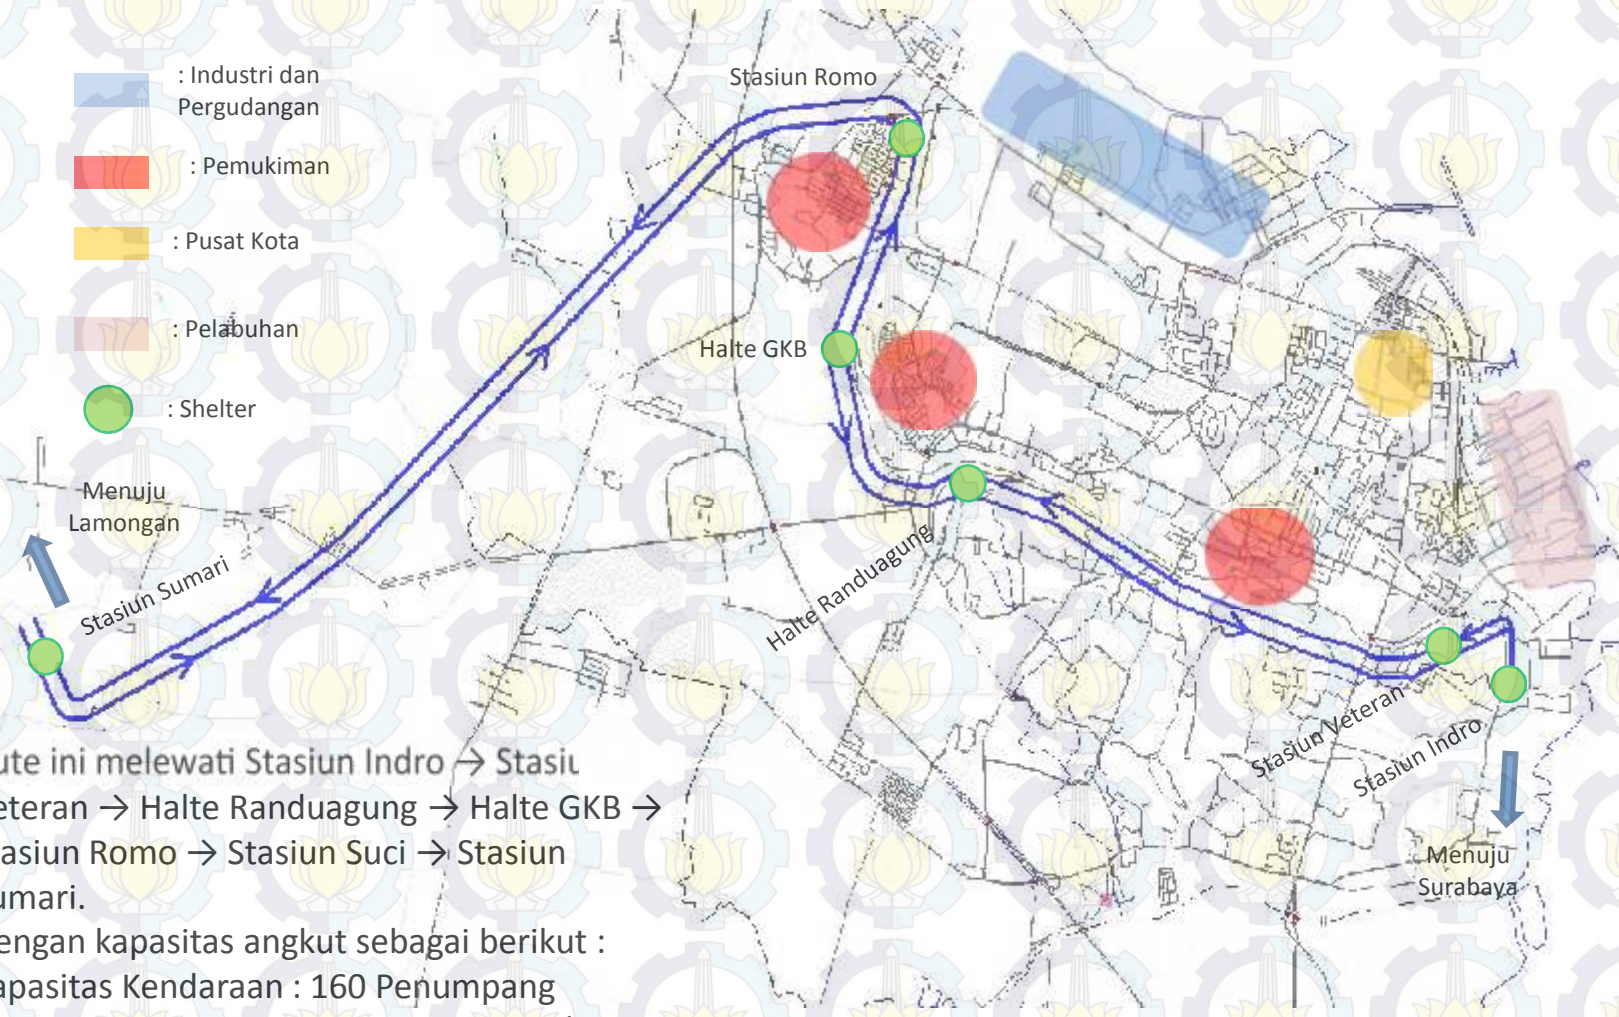 : Industri dan
Pergudangan
: Pemukiman
: Pusat Kota
: Pelabuhan
: Shelter
Stasiun Romo
Halte GKB
Menuju
Lamongan
Stasiun Sumari
Halte Randuagung
Stasiun Veteran
Stasiun Indro
Menuju
Surabaya
ute ini melewati Stasiun Indro → Stasiu
eteran → Halte Randuagung → Halte GKB →
asiun Romo → Stasiun Suci → Stasiun
umari.
engan kapasitas angkut sebagai berikut :
apasitas Kendaraan : 160 Penumpang